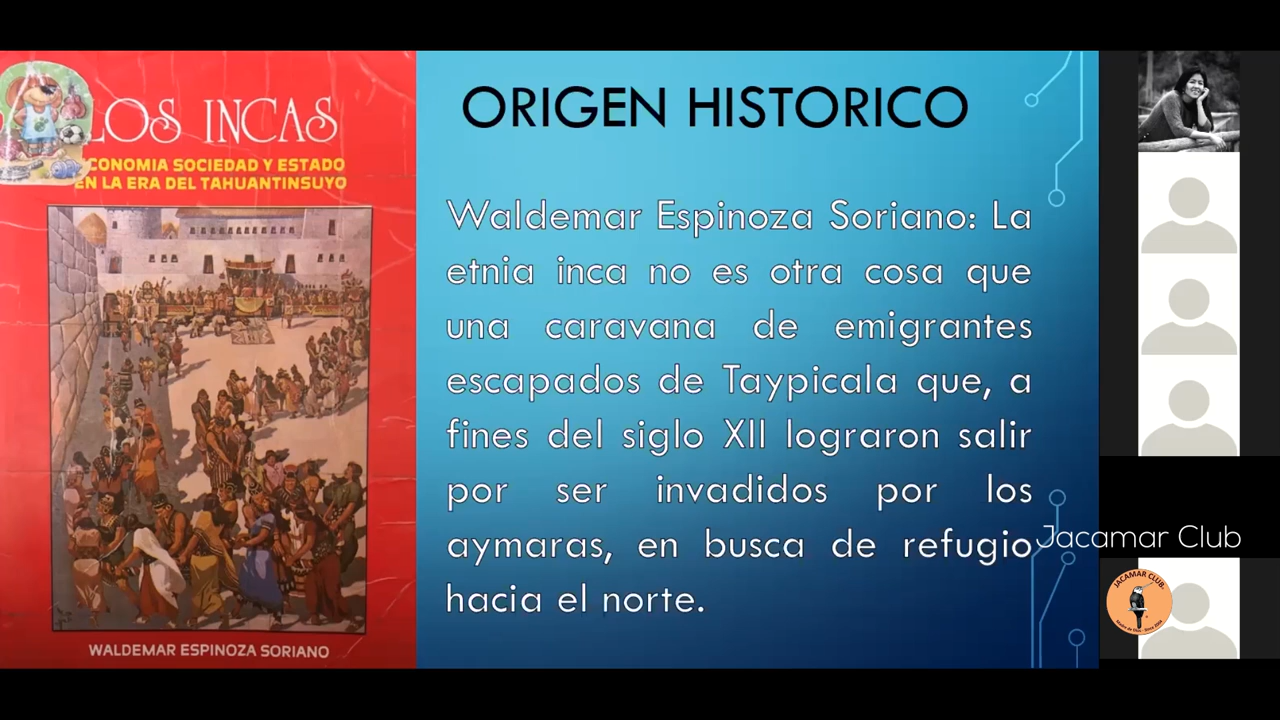 LOS INCAS
ECONOMIA SOCIEDAD Y ESTADO
EN LA ERA DEL TAHUANTINSUYO
WALDEMAR ESPINOZA SORIANO
ORIGEN HISTORICO
Waldemar Espinoza Soriano: La
etnia inca no es otra cosa que
una caravana de emigrantes
escapados de Taypicala que, a
fines del siglo XII lograron salir
por ser invadidos por los
aymaras, en busca de refugio
hacia el norte.
Jacamar Club
JACAMAR CLUB